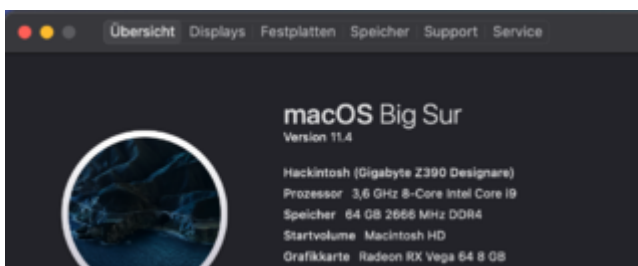 Übersicht Displays Festplatten Speicher Support Service
macOS Big Sur
Version 11.4
Hackintosh (Gigabyte Z390 Designare)
Prozessor 3,6 GHz 8-Core Intel Core i9
Speicher 64 GB 2666 MHz DDR4
Startvolume Macintosh HD
Grafikkarte Radeon RX Vega 64 8 GB